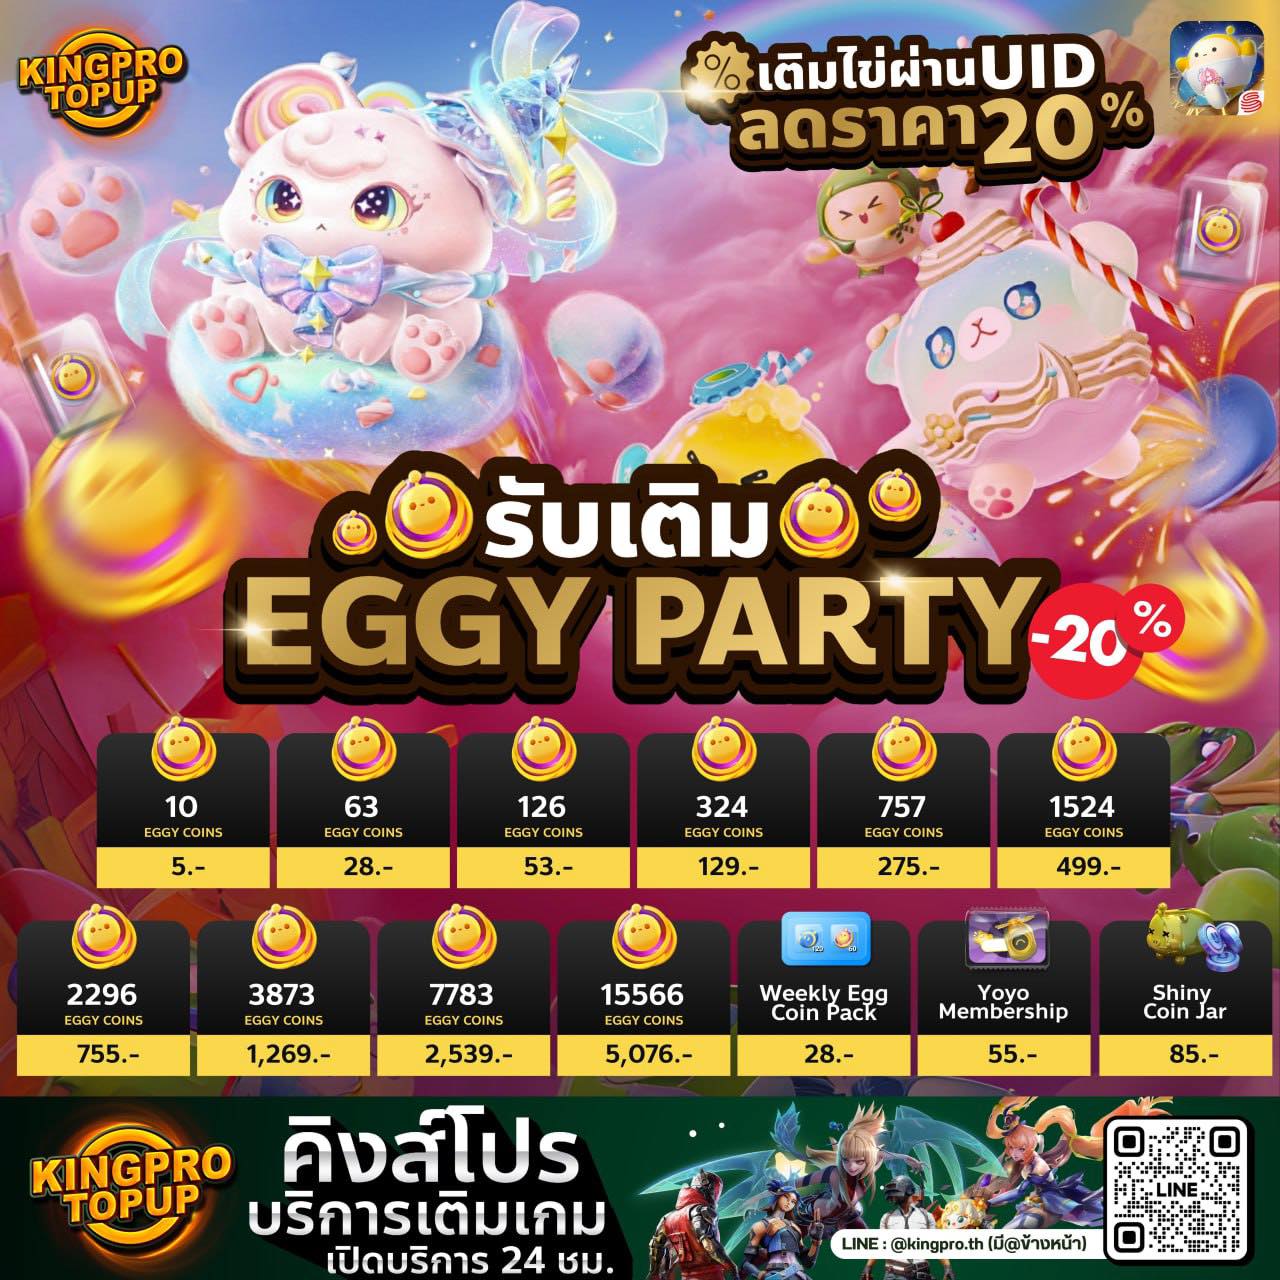 KINGPRO
TOPUP
% เติมไข่ผ่านUID
ลดราคา20%
รับเติม
EGGY PARTY
-20%
10
EGGY COINS
5.-
63
EGGY COINS
28.-
126
EGGY COINS
53.-
324
EGGY COINS
129.-
757
EGGY COINS
275.-
1524
EGGY COINS
499.-
2296
EGGY COINS
755.-
3873
EGGY COINS
1,269.-
7783
EGGY COINS
2,539.-
15566
EGGY COINS
5,076.-
120
60
Weekly Egg
Coin Pack
28.-
Yoyo
Membership
55.-
Shiny
Coin Jar
85.-
KINGPRO
TOPUP
คิงส์โปร
บริการเติมเกม
เปิดบริการ 24 ชม.
LINE : @kingpro.th (มี@ข้างหน้า)
LINE